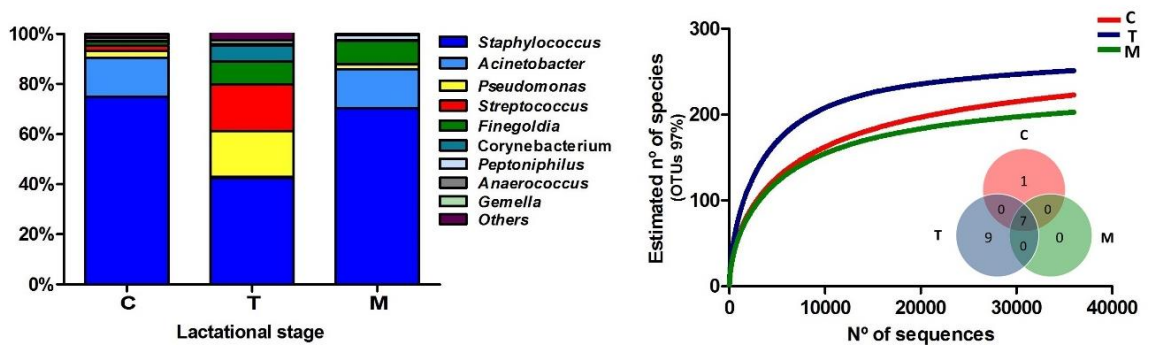 100%
80%
60%
40%
20%
0%
C
T
M
Lactational stage
Staphylococcus
Acinetobacter
Pseudomonas
Streptococcus
Finegoldia
Corynebacterium
Peptoniphilus
Anaerococcus
Gemella
Others
Estimated nº of species
(OTUs 97%)
300
200
100
0
0
10000
20000
30000
40000
Nº of sequences
C
T
M
C
1
0
0
7
T
9
0
0
M